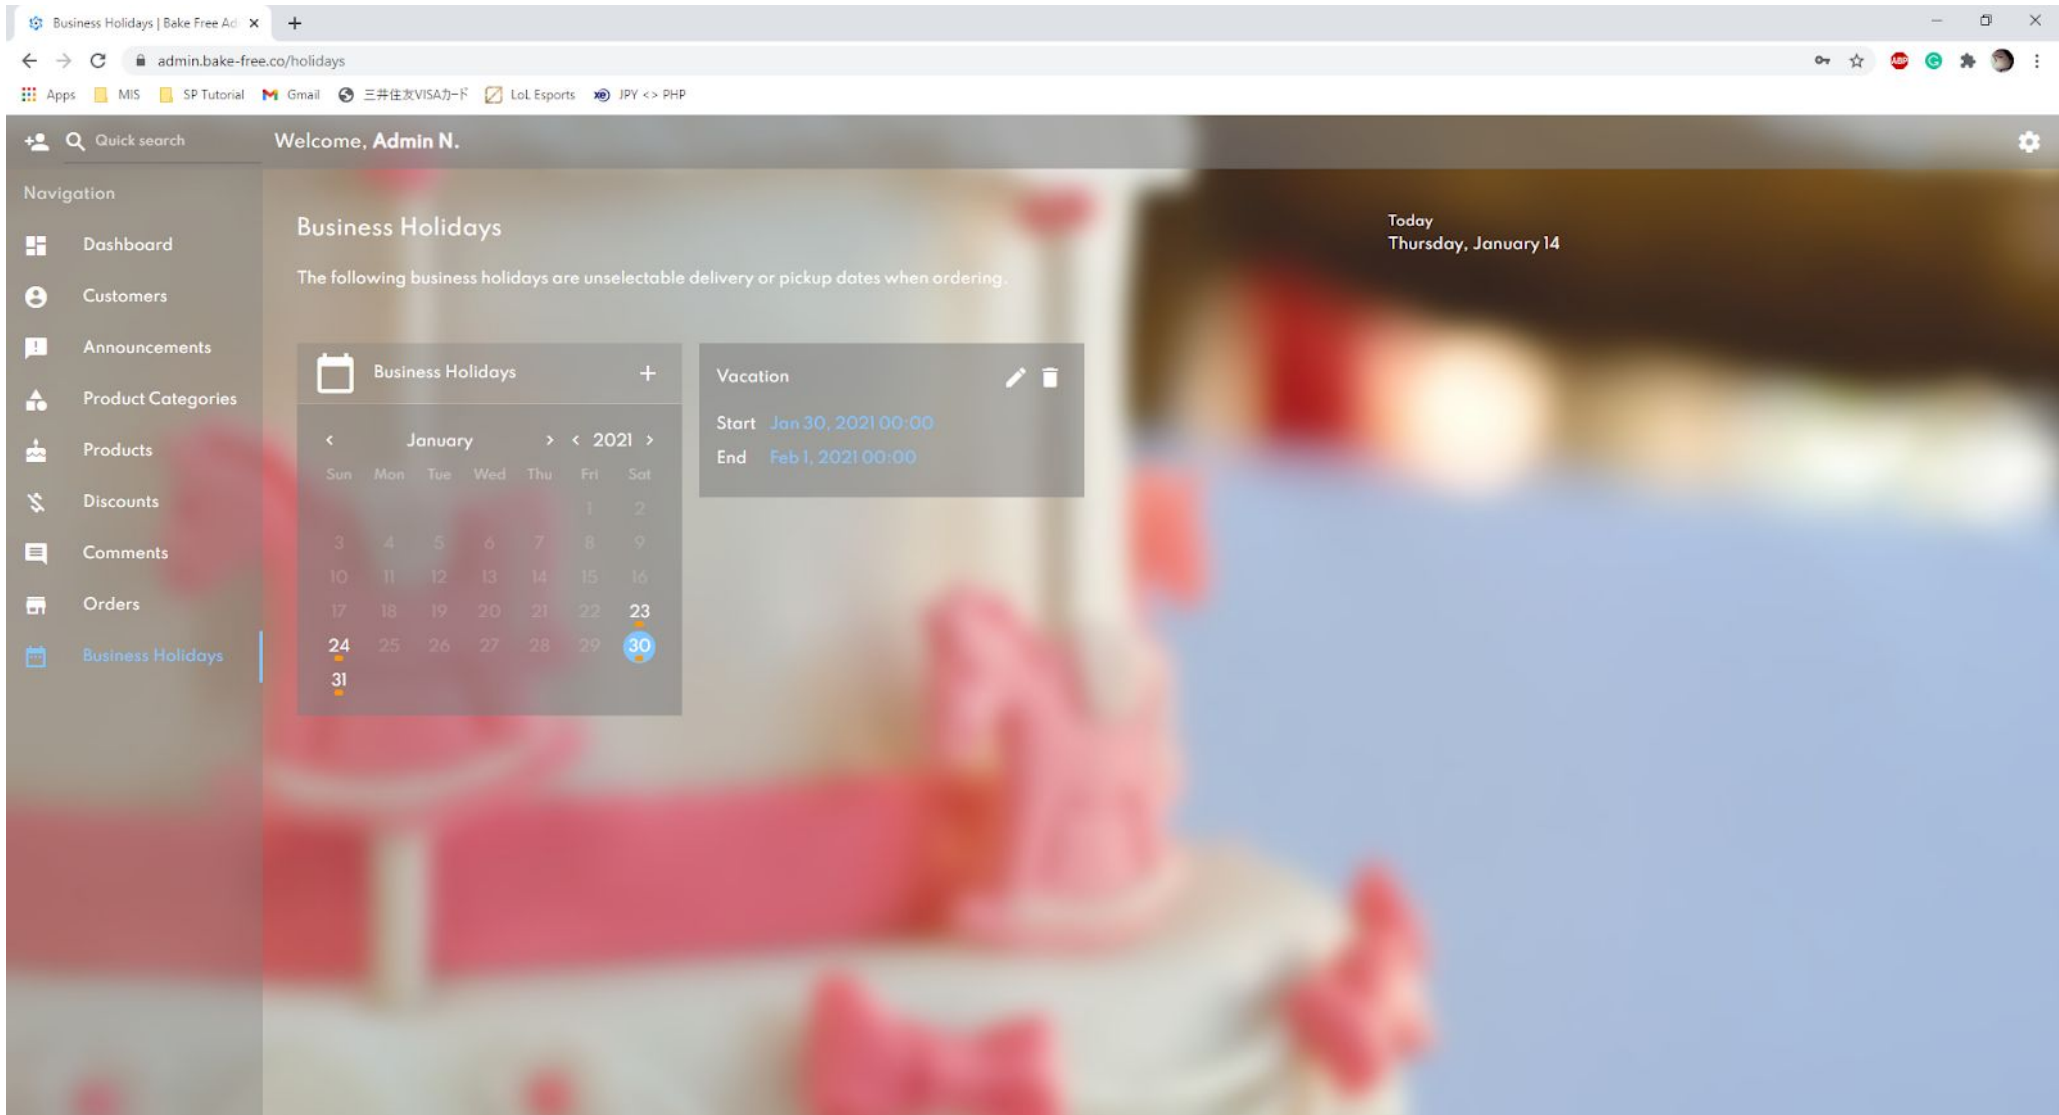 Business Holidays | Bake Free Ad
admin.bake-free.co/holidays
Apps MIS SP Tutorial Gmail 三井住友VISAカード LoL Esports xe JPY <> PHP
ABP G
Quick search Welcome, Admin N.
Navigation
Dashboard
Customers
Announcements
Product Categories
Products
Discounts
Comments
Orders
Business Holidays
Business Holidays
The following business holidays are unselectable delivery or pickup dates when ordering.
Today
Thursday, January 14
Business Holidays +
< January > < 2021 >
Sun Mon Tue Wed Thu Fri Sat
1 2
3 4 5 6 7 8 9
10 11 12 13 14 15 16
17 18 19 20 21 22 23
24 25 26 27 28 29 30
31
Vacation
Start Jan 30, 2021 00:00
End Feb 1, 2021 00:00